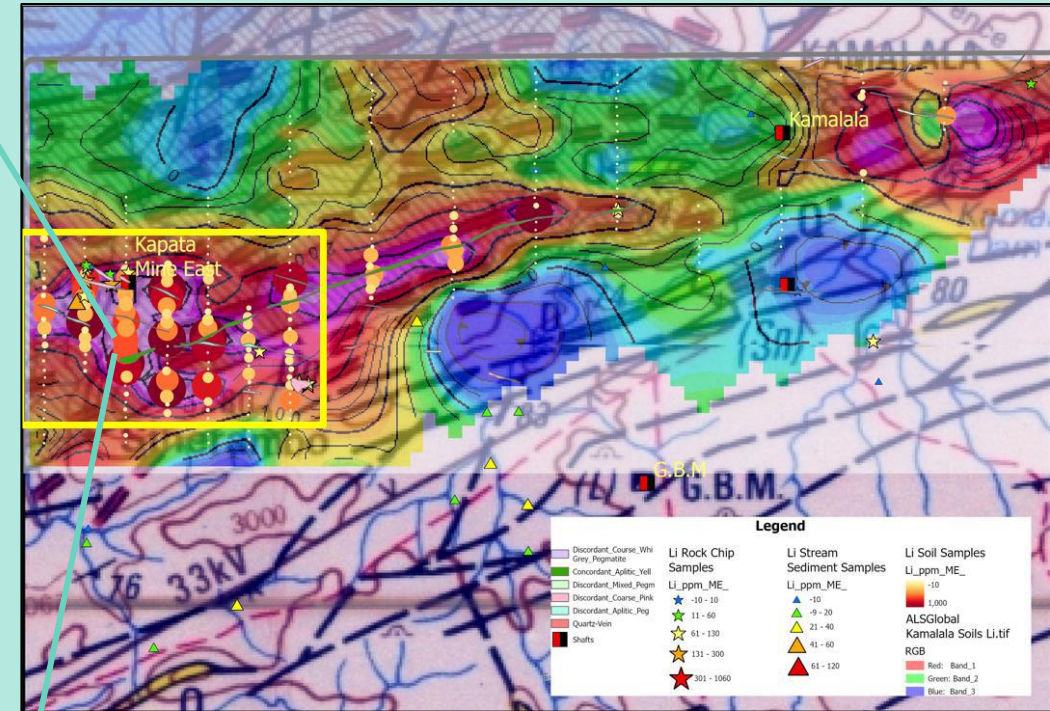 KAMALALA
Kamalala
Kapata
Mine East
Dam
80
(Sn)
783
G.B.M
(L)
G.B.M.
3000
76
33kV
Legend
Discordant_Course_Whi
Grey_Pegmatite
Concordant_Aplitic_Yell
Discordant_Mixed_Pegm
Discordant_Coarse_Pink
Discordant_Aplitic_Peg
Quartz-Vein
Shafts
Li Rock Chip
Samples
Li_ppm_ME_
-10 - 10
11 - 60
61 - 130
131 - 300
301 - 1060
Li Stream
Sediment Samples
Li_ppm_ME_
-10
-9 - 20
21 - 40
41 - 60
61 - 120
Li Soil Samples
Li_ppm_ME_
-10
1,000
ALSGlobal
Kamalala Soils Li.tif
RGB
Red: Band_1
Green: Band_2
Blue: Band_3